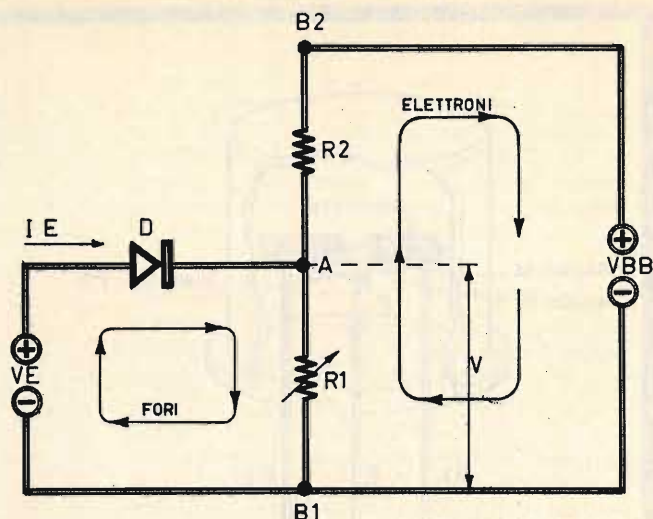 B2
ELETTRONI
R2
I E
D
A
+
VBB
-
+
VE
-
FORI
R1
V
B1